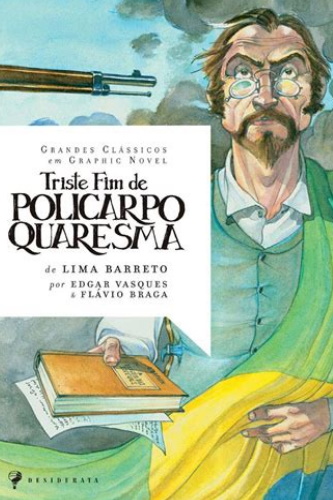 GRANDES CLÁSSICOS
em GRAPHIC NOVEL
Triste Fim de
POLICARPO
QUARESMA
de LIMA BARRETO
por EDGAR VASQUES
& FLÁVIO BRAGA
DESIDERATA